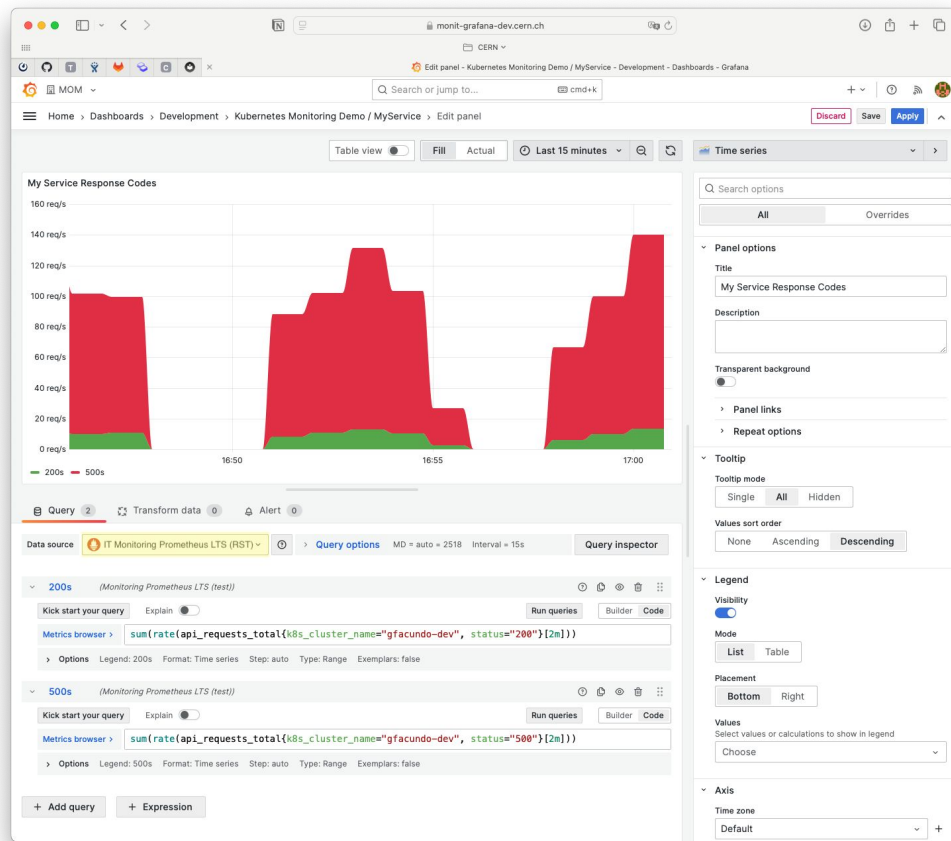 monit-grafana-dev.cern.ch
CERN
T
C
Edit panel - Kubernetes Monitoring Demo / MyService - Development - Dashboards - Grafana
MOM
Search or jump to...
cmd+k
Home › Dashboards › Development › Kubernetes Monitoring Demo / MyService › Edit panel
Discard Save Apply
Table view
Fill Actual
Last 15 minutes
Time series
My Service Response Codes
160 req/s
140 req/s
120 req/s
100 req/s
80 req/s
60 req/s
40 req/s
20 req/s
0 req/s
16:50 16:55 17:00
200s 500s
Query 2 Transform data 0 Alert 0
Data source IT Monitoring Prometheus LTS (RST) Query options MD = auto = 2518 Interval = 15s Query inspector
200s (Monitoring Prometheus LTS (test))
Kick start your query Explain Run queries Builder Code
Metrics browser > sum(rate(api_requests_total{k8s_cluster_name="gfacundo-dev", status="200"}[2m]))
Options Legend: 200s Format: Time series Step: auto Type: Range Exemplars: false
500s (Monitoring Prometheus LTS (test))
Kick start your query Explain Run queries Builder Code
Metrics browser > sum(rate(api_requests_total{k8s_cluster_name="gfacundo-dev", status="500"}[2m]))
Options Legend: 500s Format: Time series Step: auto Type: Range Exemplars: false
+ Add query + Expression
Search options
All Overrides
Panel options
Title
My Service Response Codes
Description
Transparent background
Panel links
Repeat options
Tooltip
Tooltip mode
Single All Hidden
Values sort order
None Ascending Descending
Legend
Visibility
Mode
List Table
Placement
Bottom Right
Values
Select values or calculations to show in legend
Choose
Axis
Time zone
Default